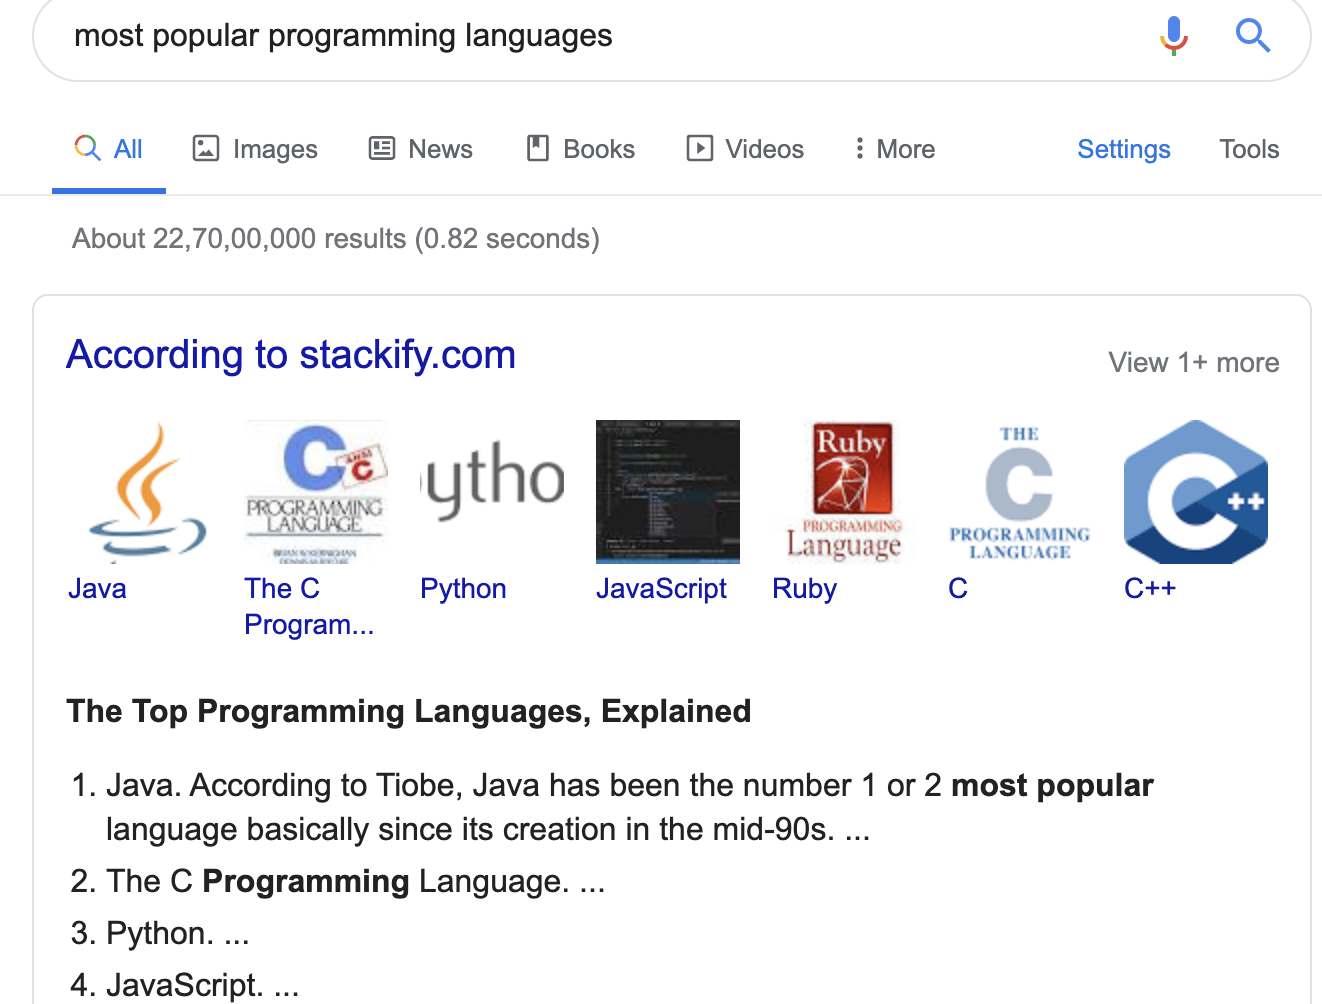 most popular programming languages
All Images News Books Videos More Settings Tools
About 22,70,00,000 results (0.82 seconds)
According to stackify.com
View 1+ more
C ANSI C
PROGRAMMING
LANGUAGE
BRIAN W. KERNIGHAN
DENNIS M. RITCHIE
ytho
Ruby
PROGRAMMING
Language
THE
C
PROGRAMMING
LANGUAGE
C++
Java
The C
Program...
Python
JavaScript
Ruby
C
C++
The Top Programming Languages, Explained
1. Java. According to Tiobe, Java has been the number 1 or 2 most popular
language basically since its creation in the mid-90s. ...
2. The C Programming Language. ...
3. Python. ...
4. JavaScript. ...